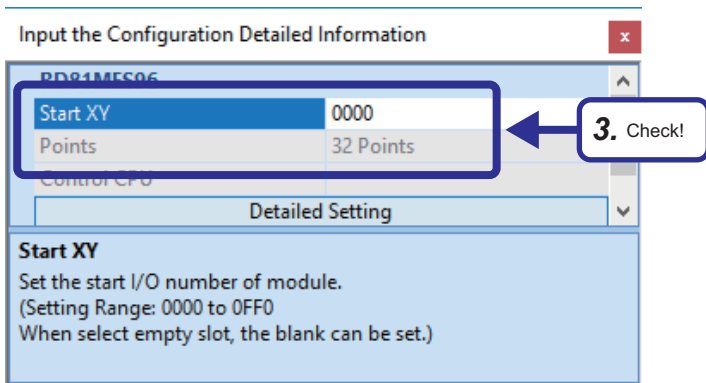 Input the Configuration Detailed Information
x
RD81MES96
Start XY 0000
Points 32 Points
3. Check!
Control CPU
Detailed Setting
Start XY
Set the start I/O number of module.
(Setting Range: 0000 to 0FF0
When select empty slot, the blank can be set.)